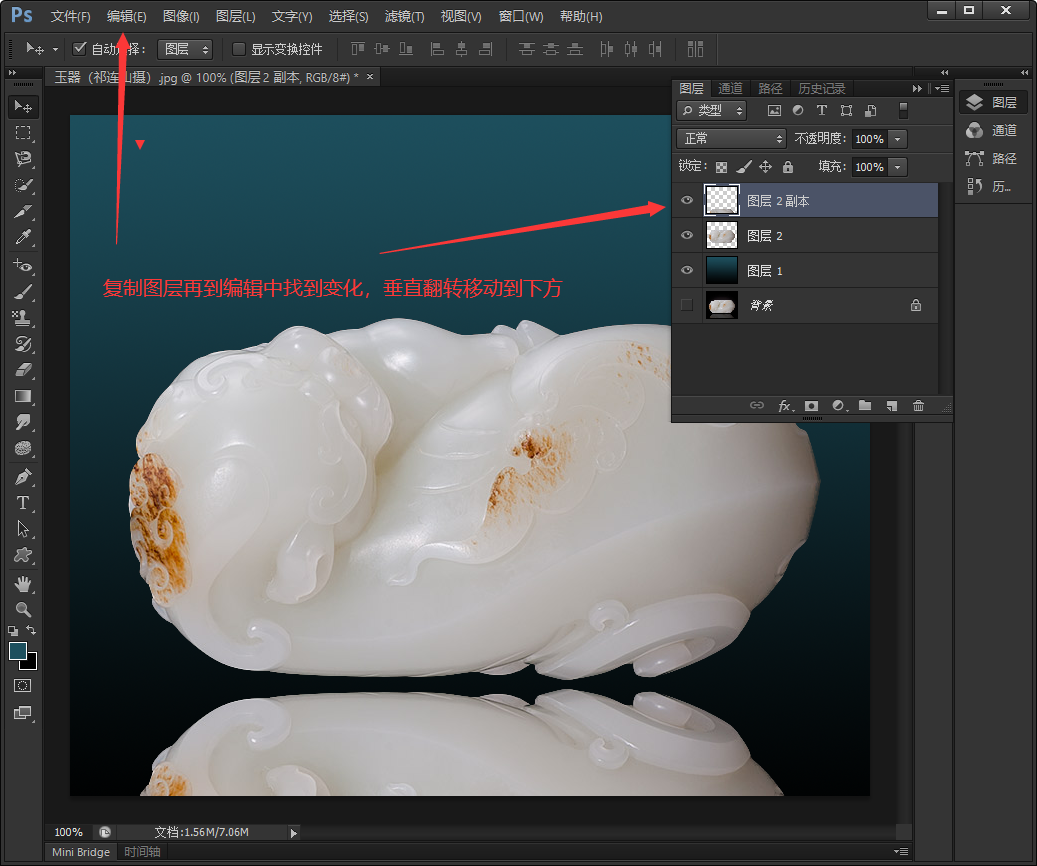 Ps 文件(F) 编辑(E) 图像(I) 图层(L) 文字(Y) 选择(S) 滤镜(T) 视图(V) 窗口(W) 帮助(H)
自动选择: 图层 显示变换控件
玉器（祁连山摄）.jpg @ 100% (图层 2 副本, RGB/8#) * ×
图层 通道 路径 历史记录
类型
正常 不透明度: 100%
锁定: 填充: 100%
图层 2 副本
图层 2
图层 1
背景
图层
通道
路径
历...
复制图层再到编辑中找到变化，垂直翻转移动到下方
100% 文档:1.56M/7.06M
Mini Bridge 时间轴